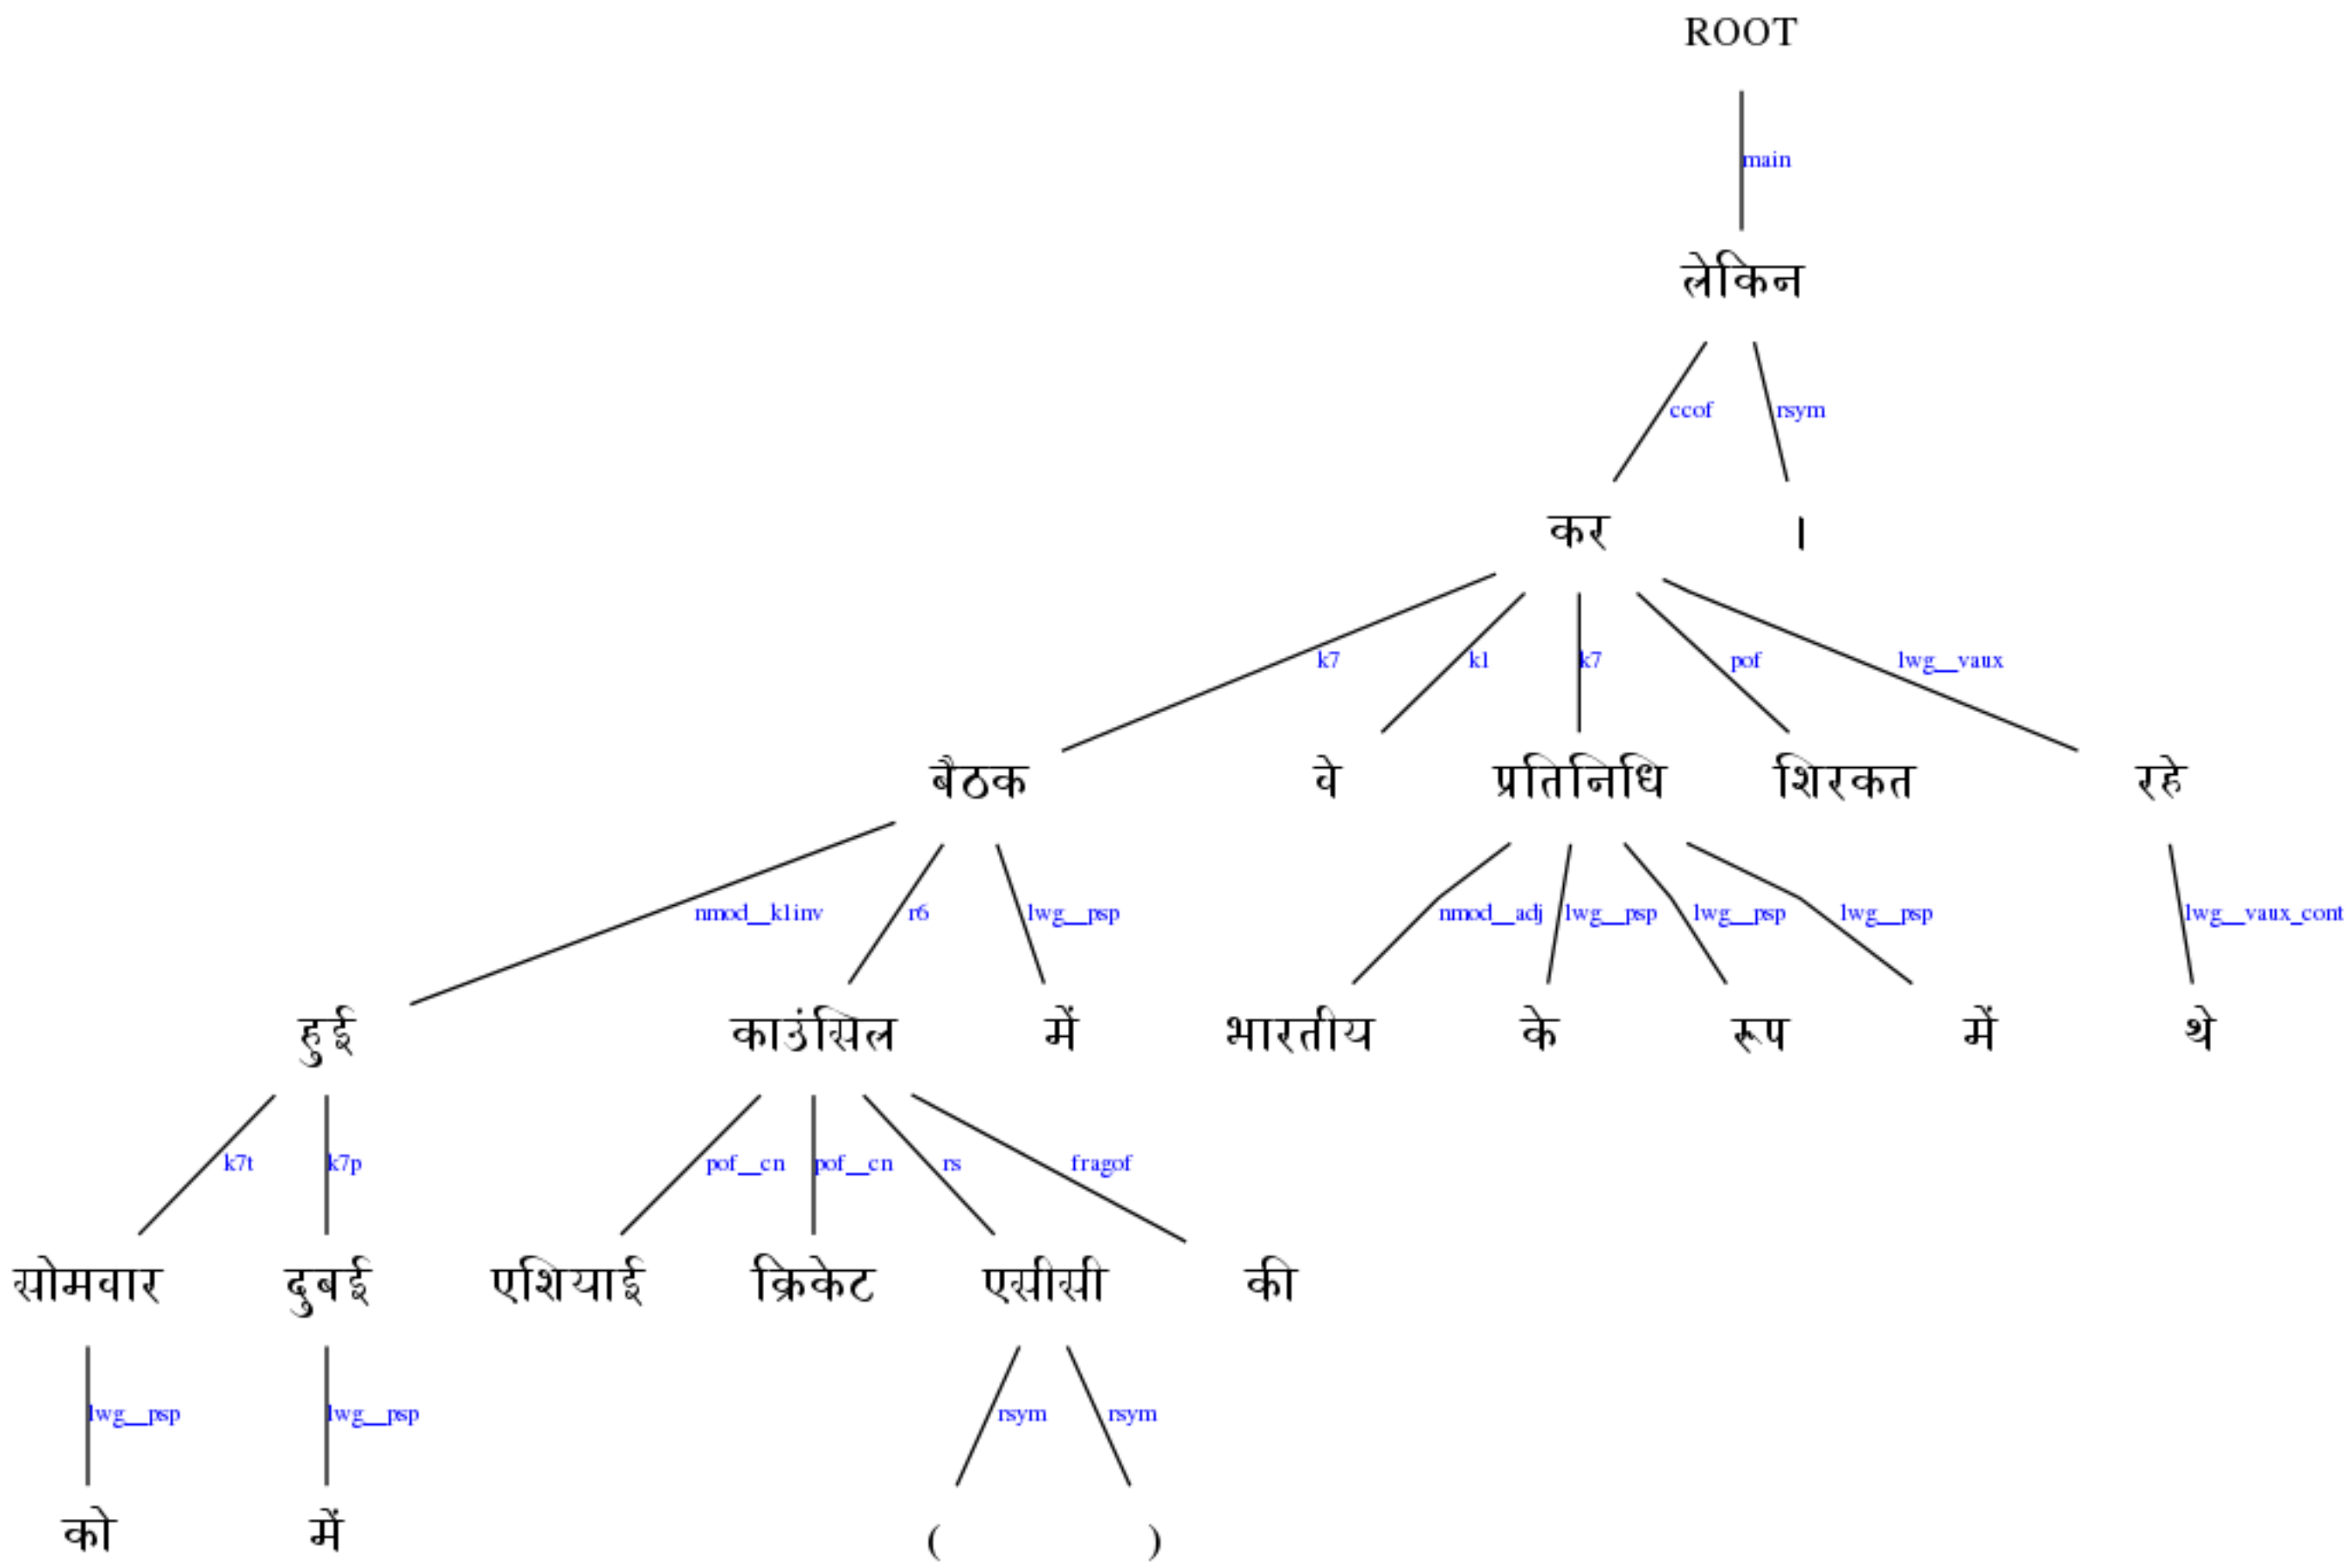 ROOT
main
लेकिन
ccof rsym
कर ।
k7 k1 k7 pof lwg__vaux
बैठक वे प्रतिनिधि शिरकत रहे
nmod__k1inv r6 lwg__psp nmod__adj lwg__psp lwg__psp lwg__psp lwg__vaux_cont
हुई काउंसिल में भारतीय के रूप में थे
k7t k7p pof__cn pof__cn rs fragof
सोमवार दुबई एशियाई क्रिकेट एसीसी की
lwg__psp lwg__psp rsym rsym
को में ( )